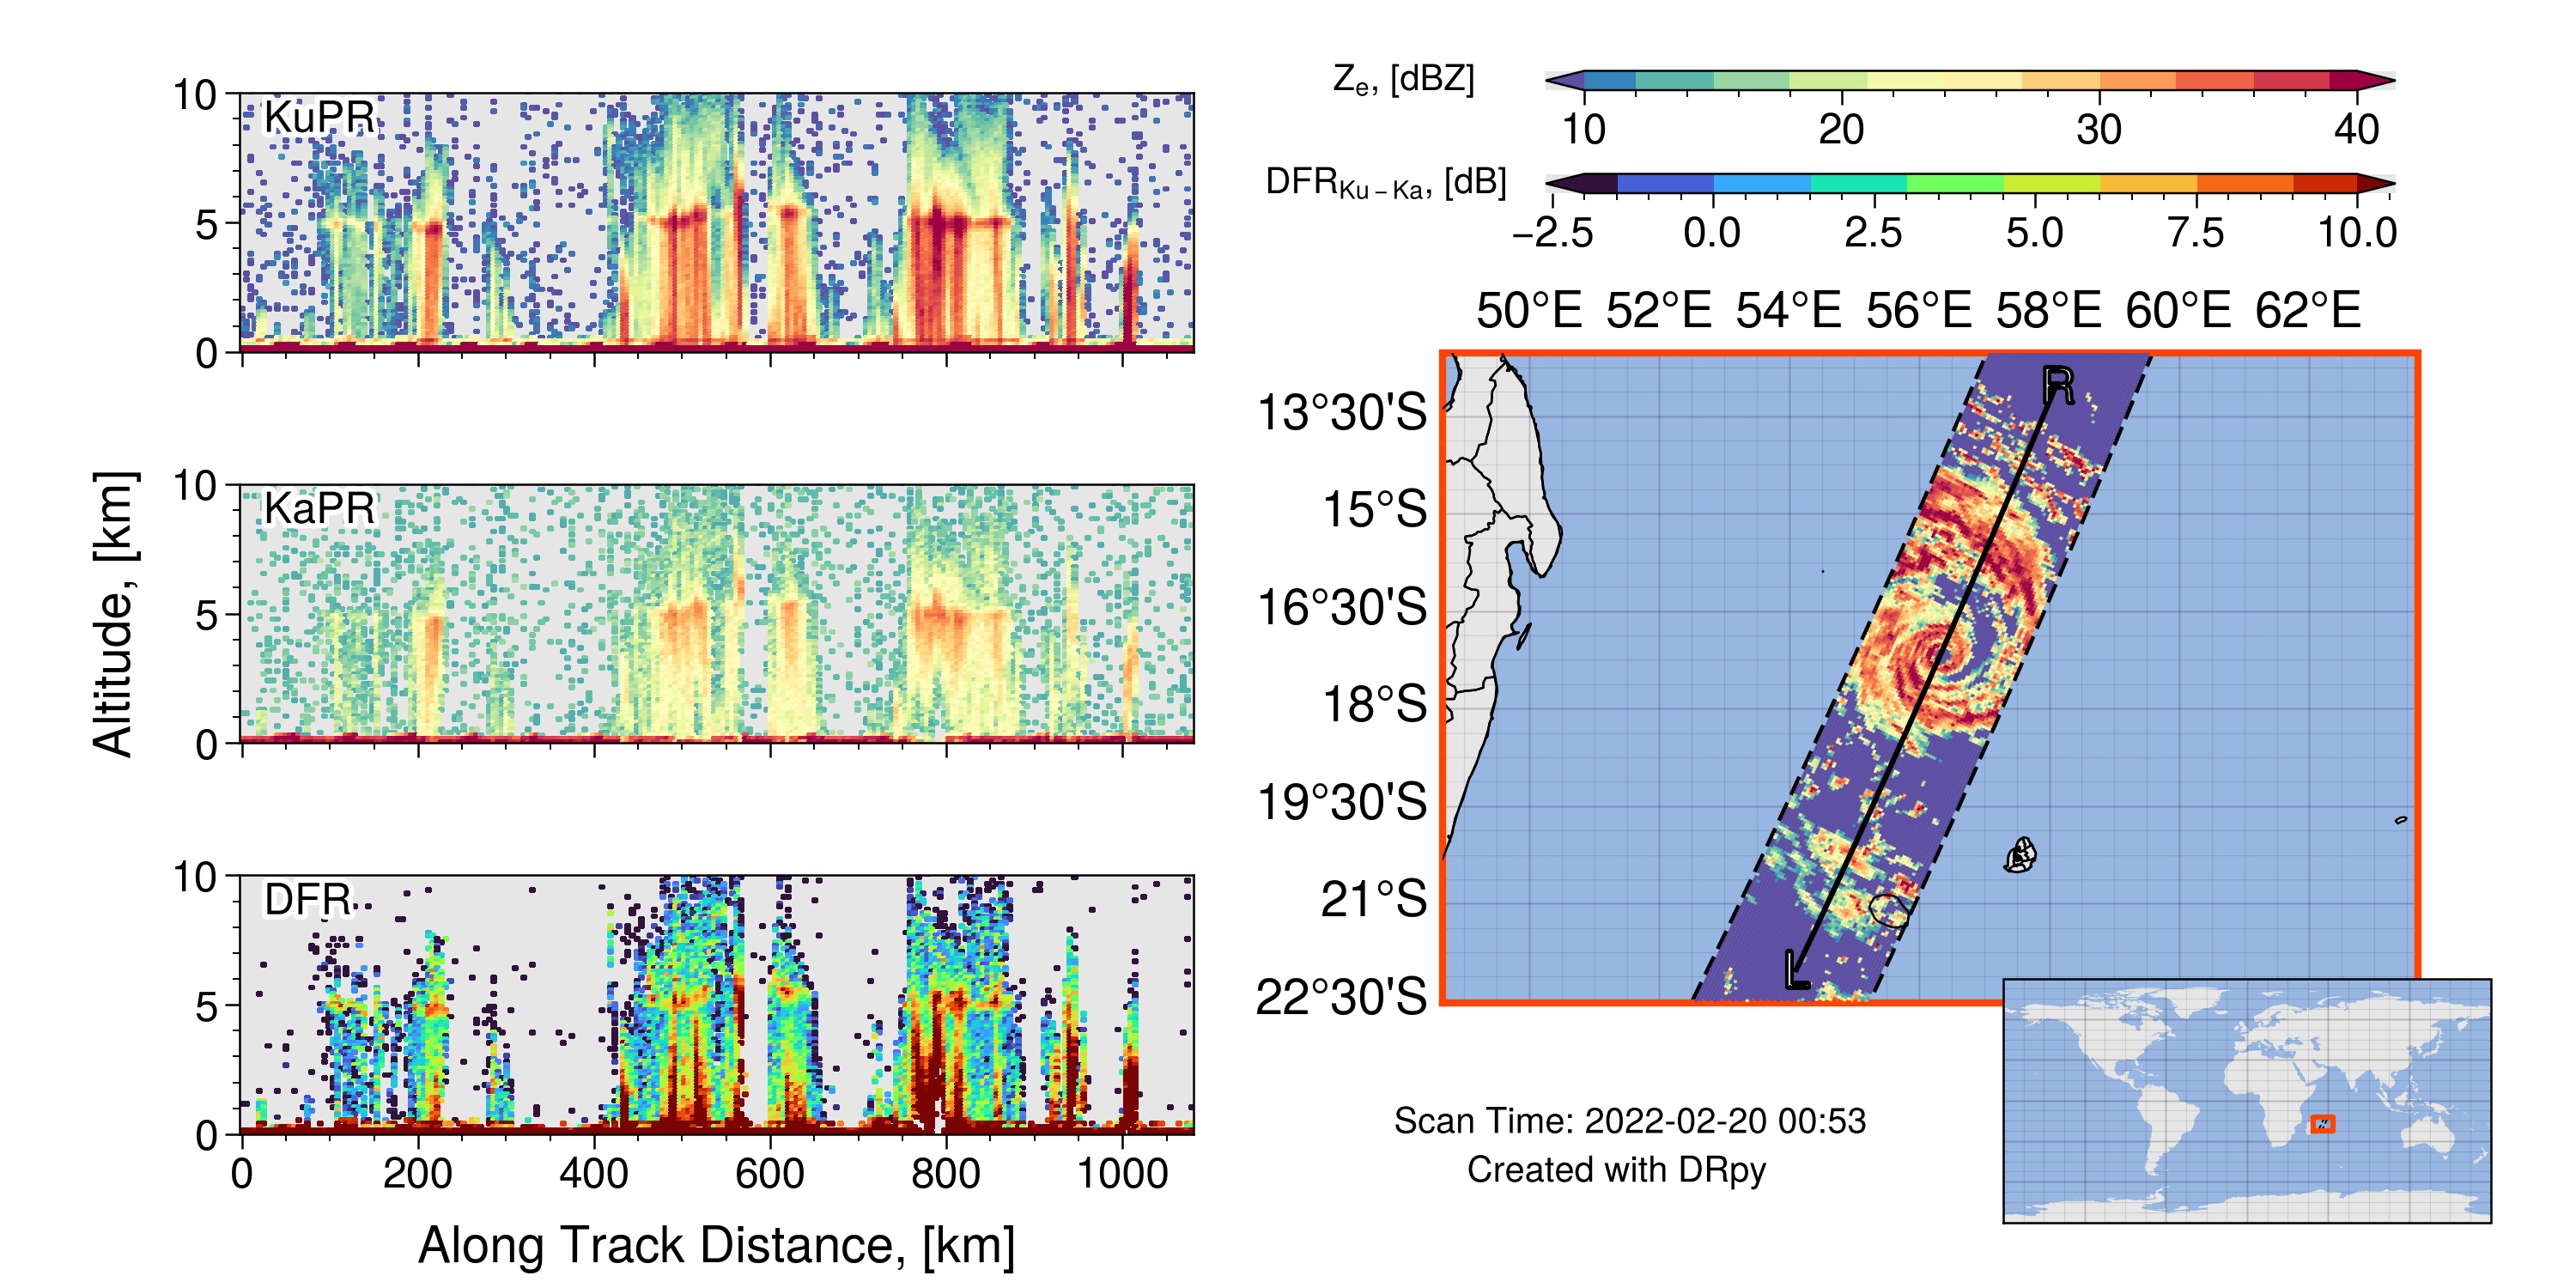 KuPR
10
5
0
KaPR
10
5
0
DFR
10
5
0
0 200 400 600 800 1000
Altitude, [km]
Along Track Distance, [km]
Ze, [dBZ]
10 20 30 40
DFRKu−Ka, [dB]
−2.5 0.0 2.5 5.0 7.5 10.0
50°E 52°E 54°E 56°E 58°E 60°E 62°E
13°30'S
15°S
16°30'S
18°S
19°30'S
21°S
22°30'S
R
L
Scan Time: 2022-02-20 00:53
Created with DRpy